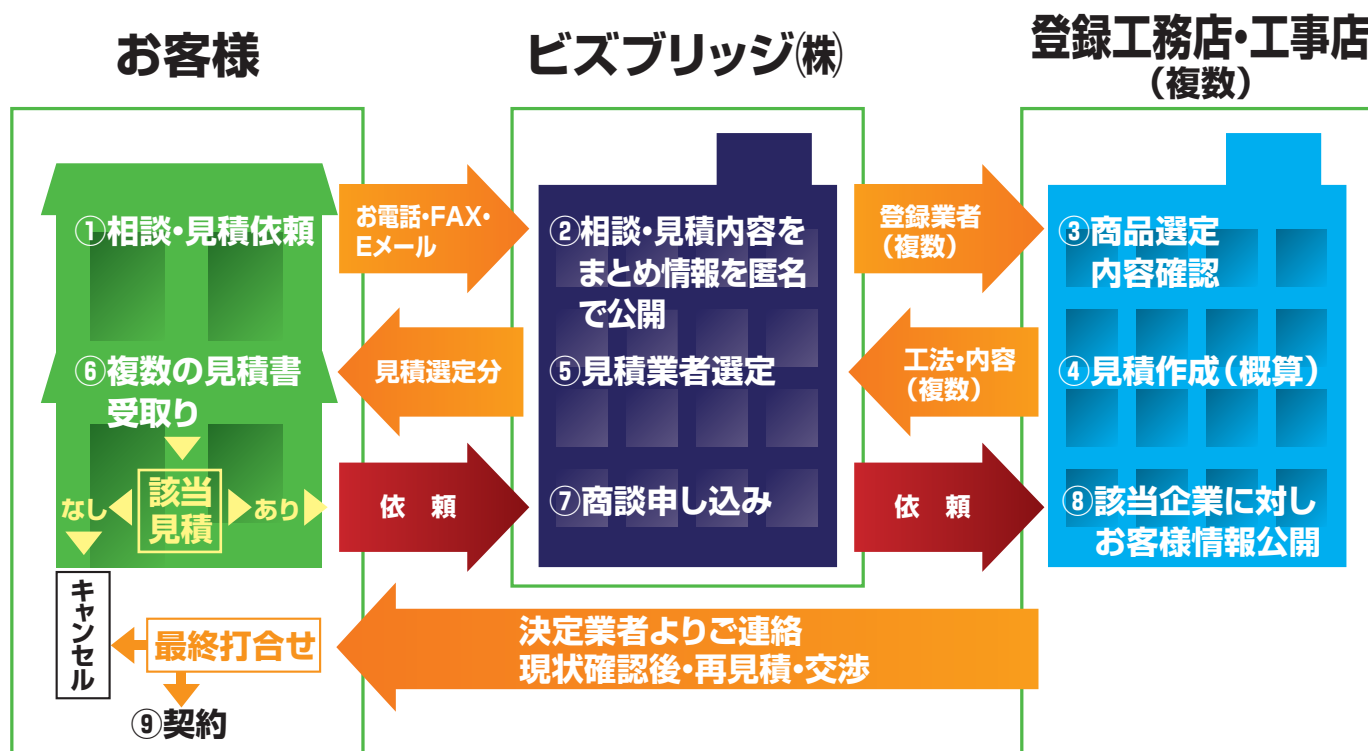 お客様
ビズブリッジ㈱
登録工務店・工事店
（複数）
①相談・見積依頼
お電話・FAX・
Eメール
②相談・見積内容を
まとめ情報を匿名
で公開
登録業者
（複数）
③商品選定
内容確認
⑥複数の見積書
受取り
見積選定分
⑤見積業者選定
工法・内容
（複数）
④見積作成（概算）
なし
該当
見積
あり
依　頼
⑦商談申し込み
依　頼
⑧該当企業に対し
お客様情報公開
キャンセル
最終打合せ
決定業者よりご連絡
現状確認後・再見積・交渉
⑨契約